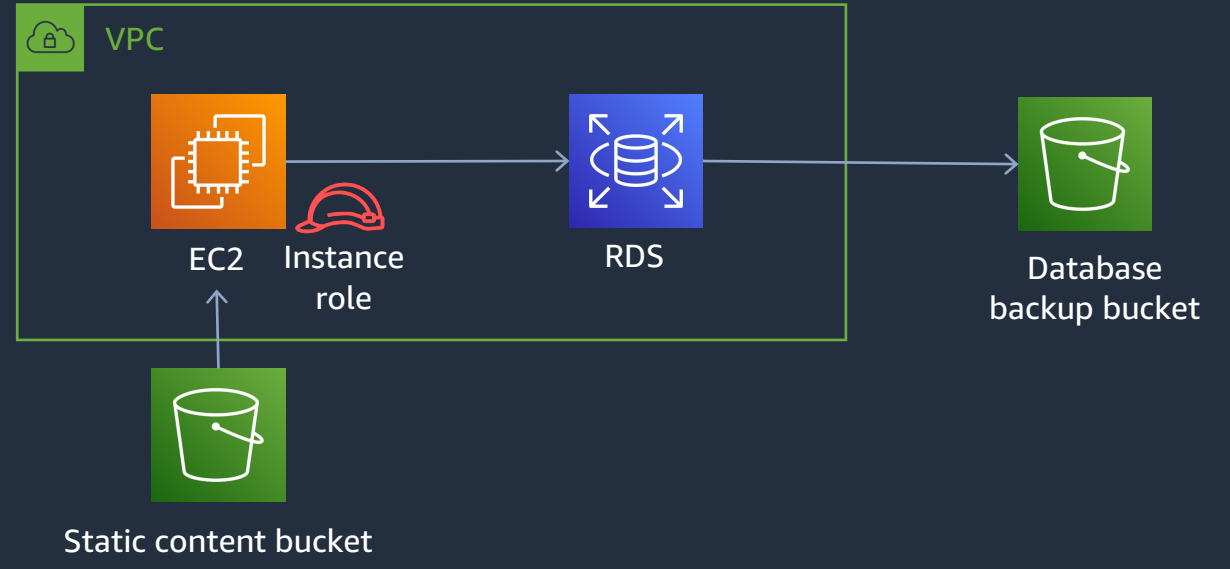 VPC
EC2
Instance
role
RDS
Database
backup bucket
Static content bucket